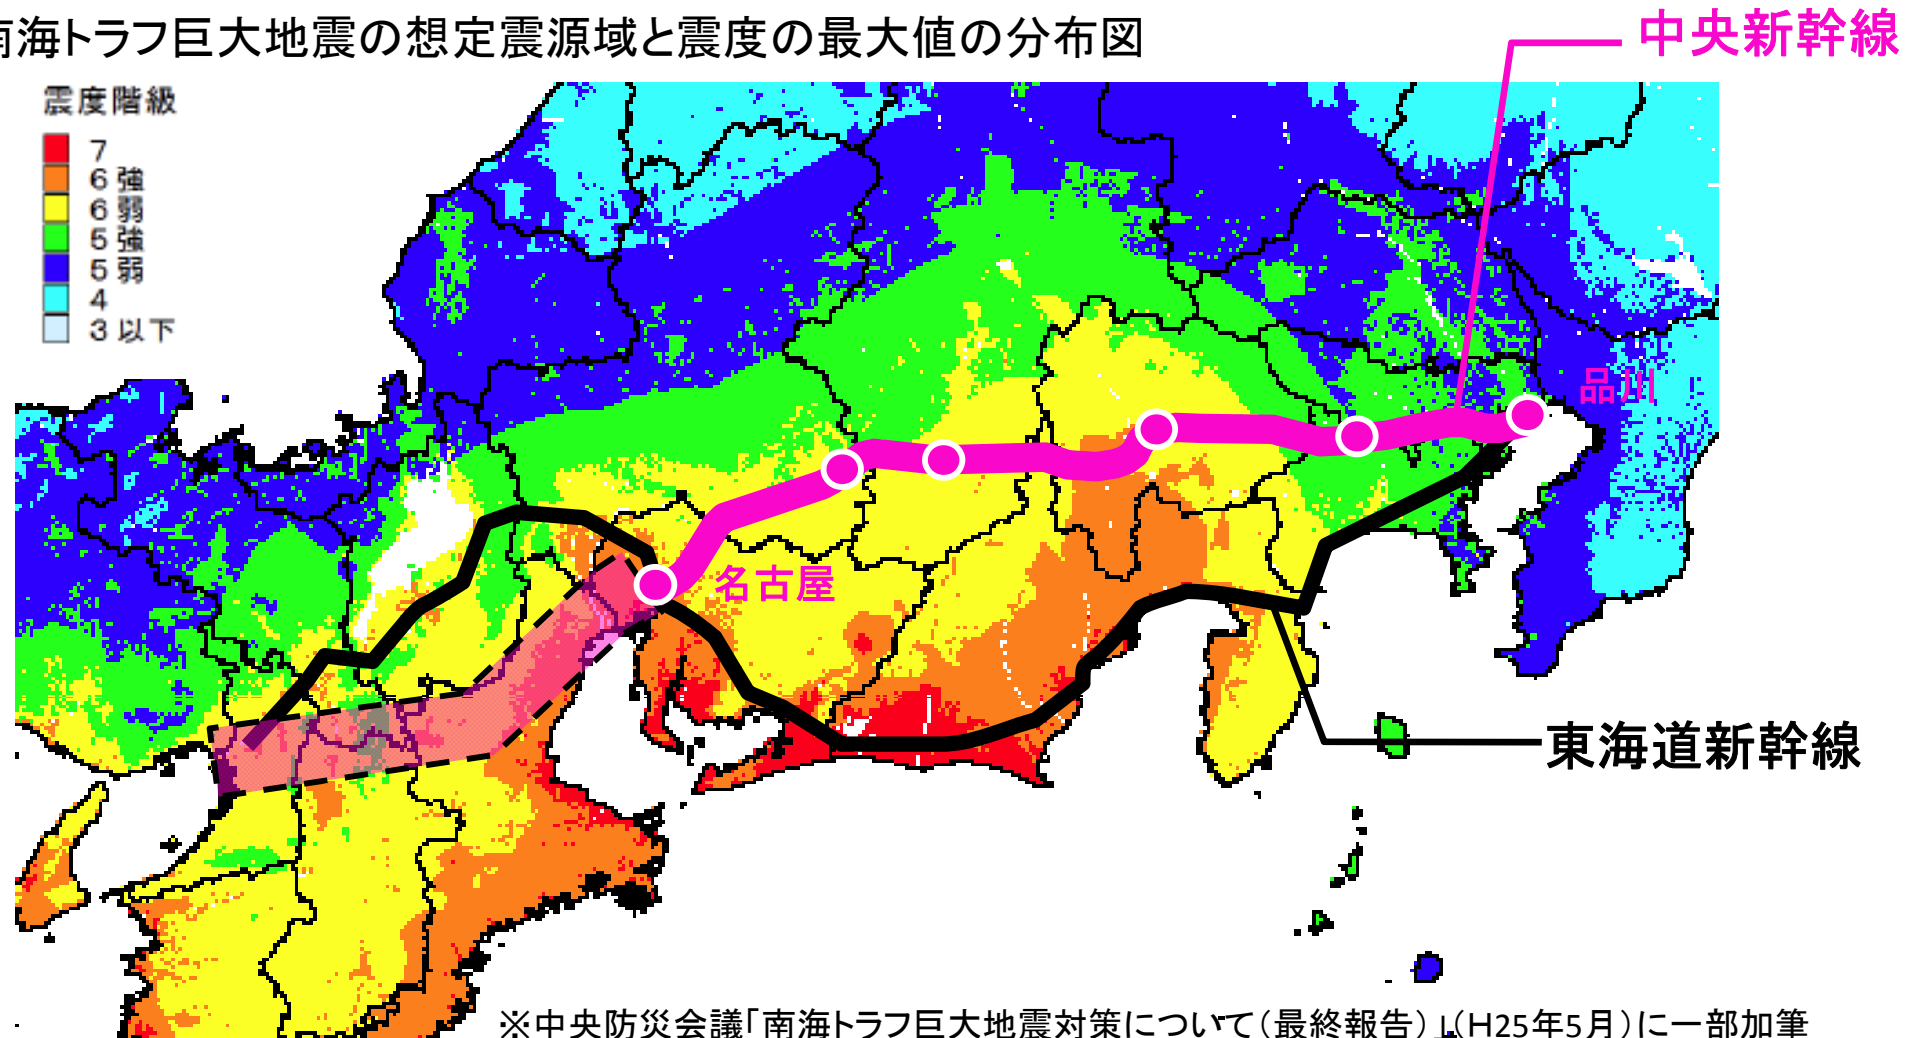 海トラフ巨大地震の想定震源域と震度の最大値の分布図
中央新幹線
震度階級
7
6強
6弱
5強
5弱
4
3以下
品川
名古屋
東海道新幹線
※中央防災会議「南海トラフ巨大地震対策について(最終報告)」(H25年5月)に一部加筆